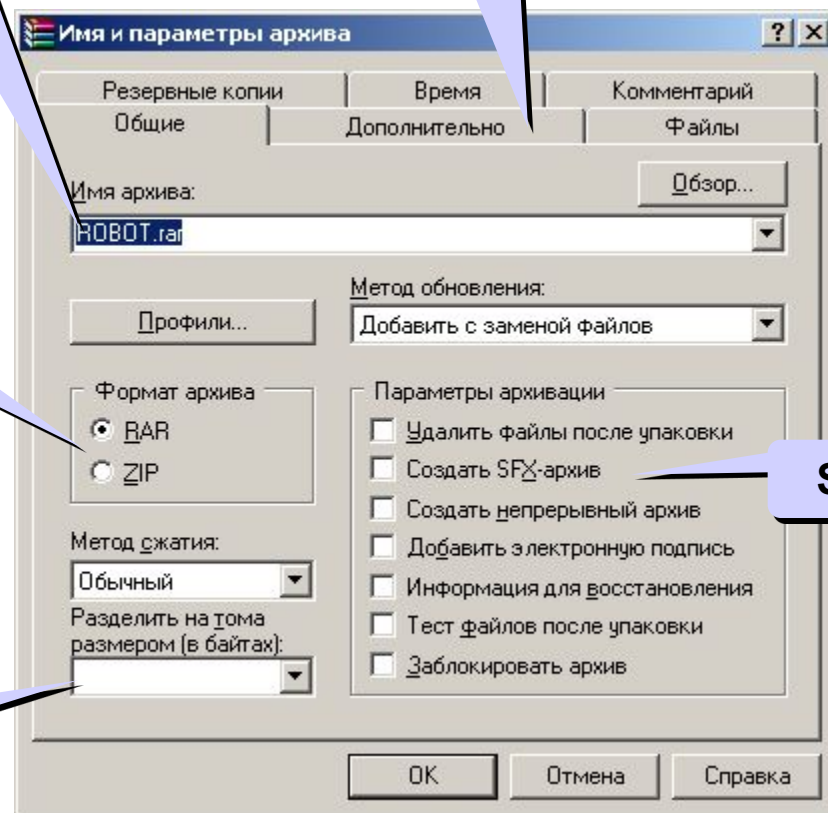 Имя и параметры архива
Резервные копии Время Комментарий
Общие Дополнительно Файлы
Имя архива:
Обзор...
ROBOT.rar
Профили...
Метод обновления:
Добавить с заменой файлов
Формат архива
RAR
ZIP
Метод сжатия:
Обычный
Разделить на тома
размером (в байтах):
Параметры архивации
Удалить файлы после упаковки
Создать SFX-архив
Создать непрерывный архив
Добавить электронную подпись
Информация для восстановления
Тест файлов после упаковки
Заблокировать архив
S
OK Отмена Справка